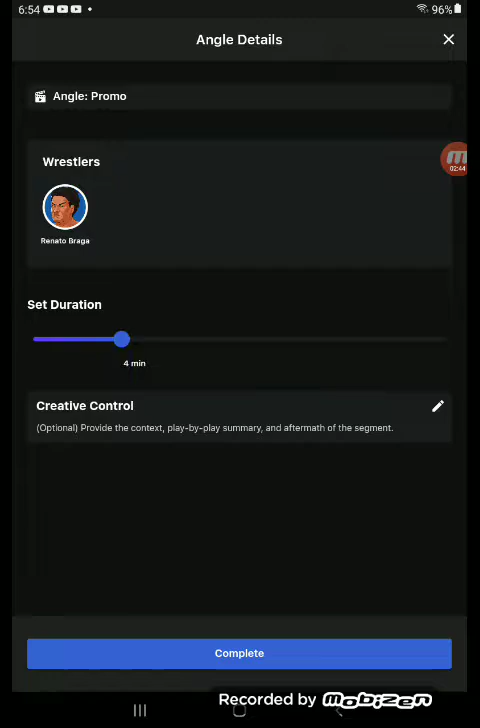 6:54
96%
Angle Details
Angle: Promo
Wrestlers
02:44
Renato Braga
Set Duration
4 min
Creative Control
(Optional) Provide the context, play-by-play summary, and aftermath of the segment.
Complete
Recorded by Mobizen